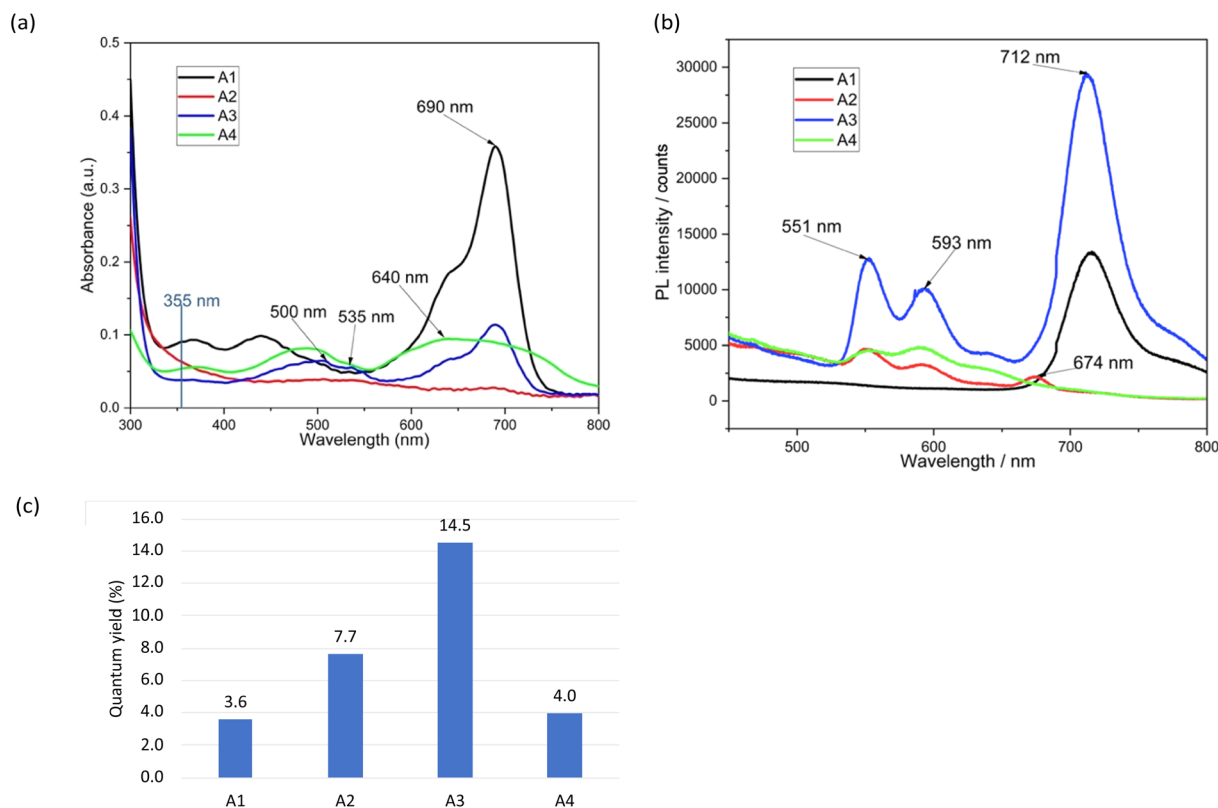 (a)
0.5
0.4
0.3
0.2
0.1
0.0
Absorbance (a.u.)
A1
A2
A3
A4
690 nm
640 nm
355 nm
500 nm
535 nm
300 400 500 600 700 800
Wavelength (nm)
(b)
30000
25000
20000
15000
10000
5000
0
PL intensity / counts
A1
A2
A3
A4
712 nm
551 nm
593 nm
674 nm
500 600 700 800
Wavelength / nm
(c)
16.0
14.0
12.0
10.0
8.0
6.0
4.0
2.0
0.0
Quantum yield (%)
3.6
7.7
14.5
4.0
A1 A2 A3 A4